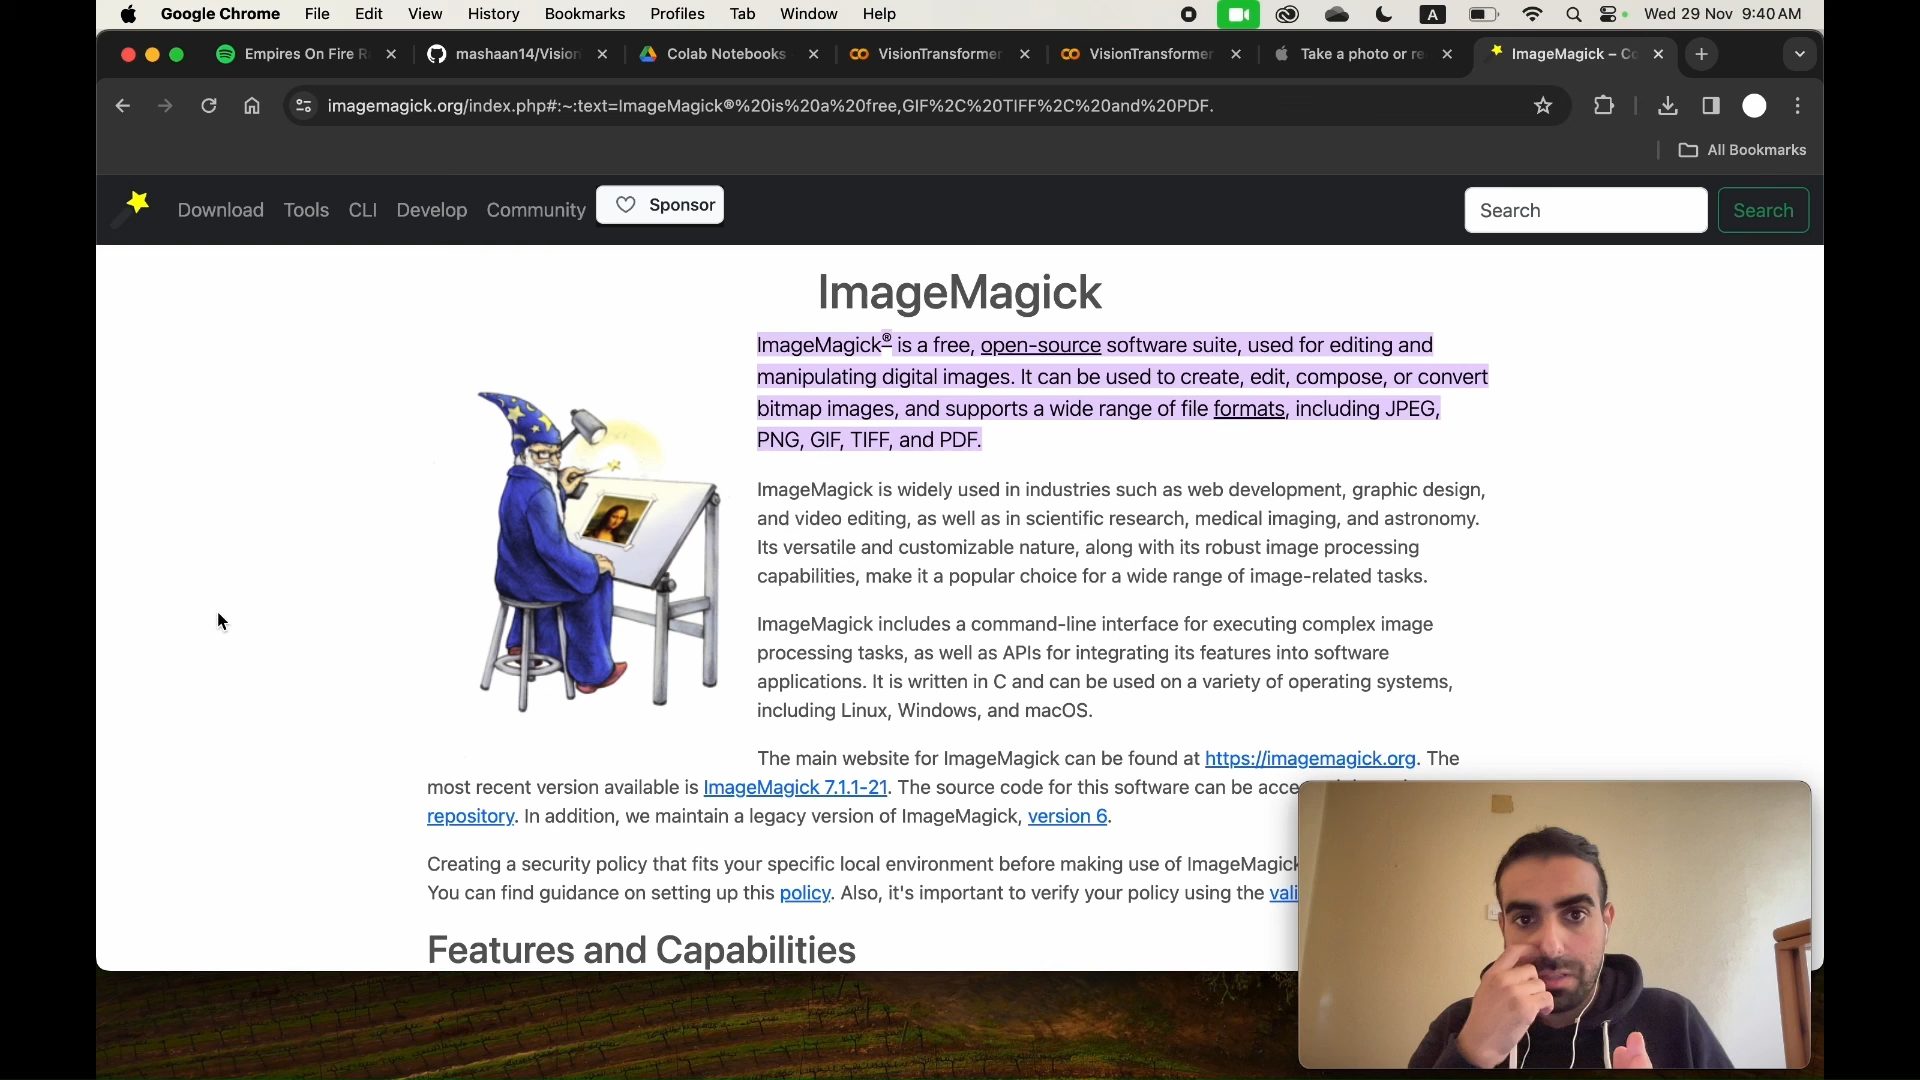 Google Chrome File Edit View History Bookmarks Profiles Tab Window Help A Wed 29 Nov 9:40 AM
Empires On Fire R mashaan14/Vision Colab Notebooks VisionTransformer VisionTransformer Take a photo or re ImageMagick – Co
imagemagick.org/index.php#:~:text=ImageMagick®%20is%20a%20free,GIF%2C%20TIFF%2C%20and%20PDF.
All Bookmarks
Download Tools CLI Develop Community Sponsor Search Search
ImageMagick
ImageMagick® is a free, open-source software suite, used for editing and
manipulating digital images. It can be used to create, edit, compose, or convert
bitmap images, and supports a wide range of file formats, including JPEG,
PNG, GIF, TIFF, and PDF.
ImageMagick is widely used in industries such as web development, graphic design,
and video editing, as well as in scientific research, medical imaging, and astronomy.
Its versatile and customizable nature, along with its robust image processing
capabilities, make it a popular choice for a wide range of image-related tasks.
ImageMagick includes a command-line interface for executing complex image
processing tasks, as well as APIs for integrating its features into software
applications. It is written in C and can be used on a variety of operating systems,
including Linux, Windows, and macOS.
The main website for ImageMagick can be found at https://imagemagick.org. The
most recent version available is ImageMagick 7.1.1-21. The source code for this software can be acce
repository. In addition, we maintain a legacy version of ImageMagick, version 6.
Creating a security policy that fits your specific local environment before making use of ImageMagick
You can find guidance on setting up this policy. Also, it's important to verify your policy using the vali
Features and Capabilities